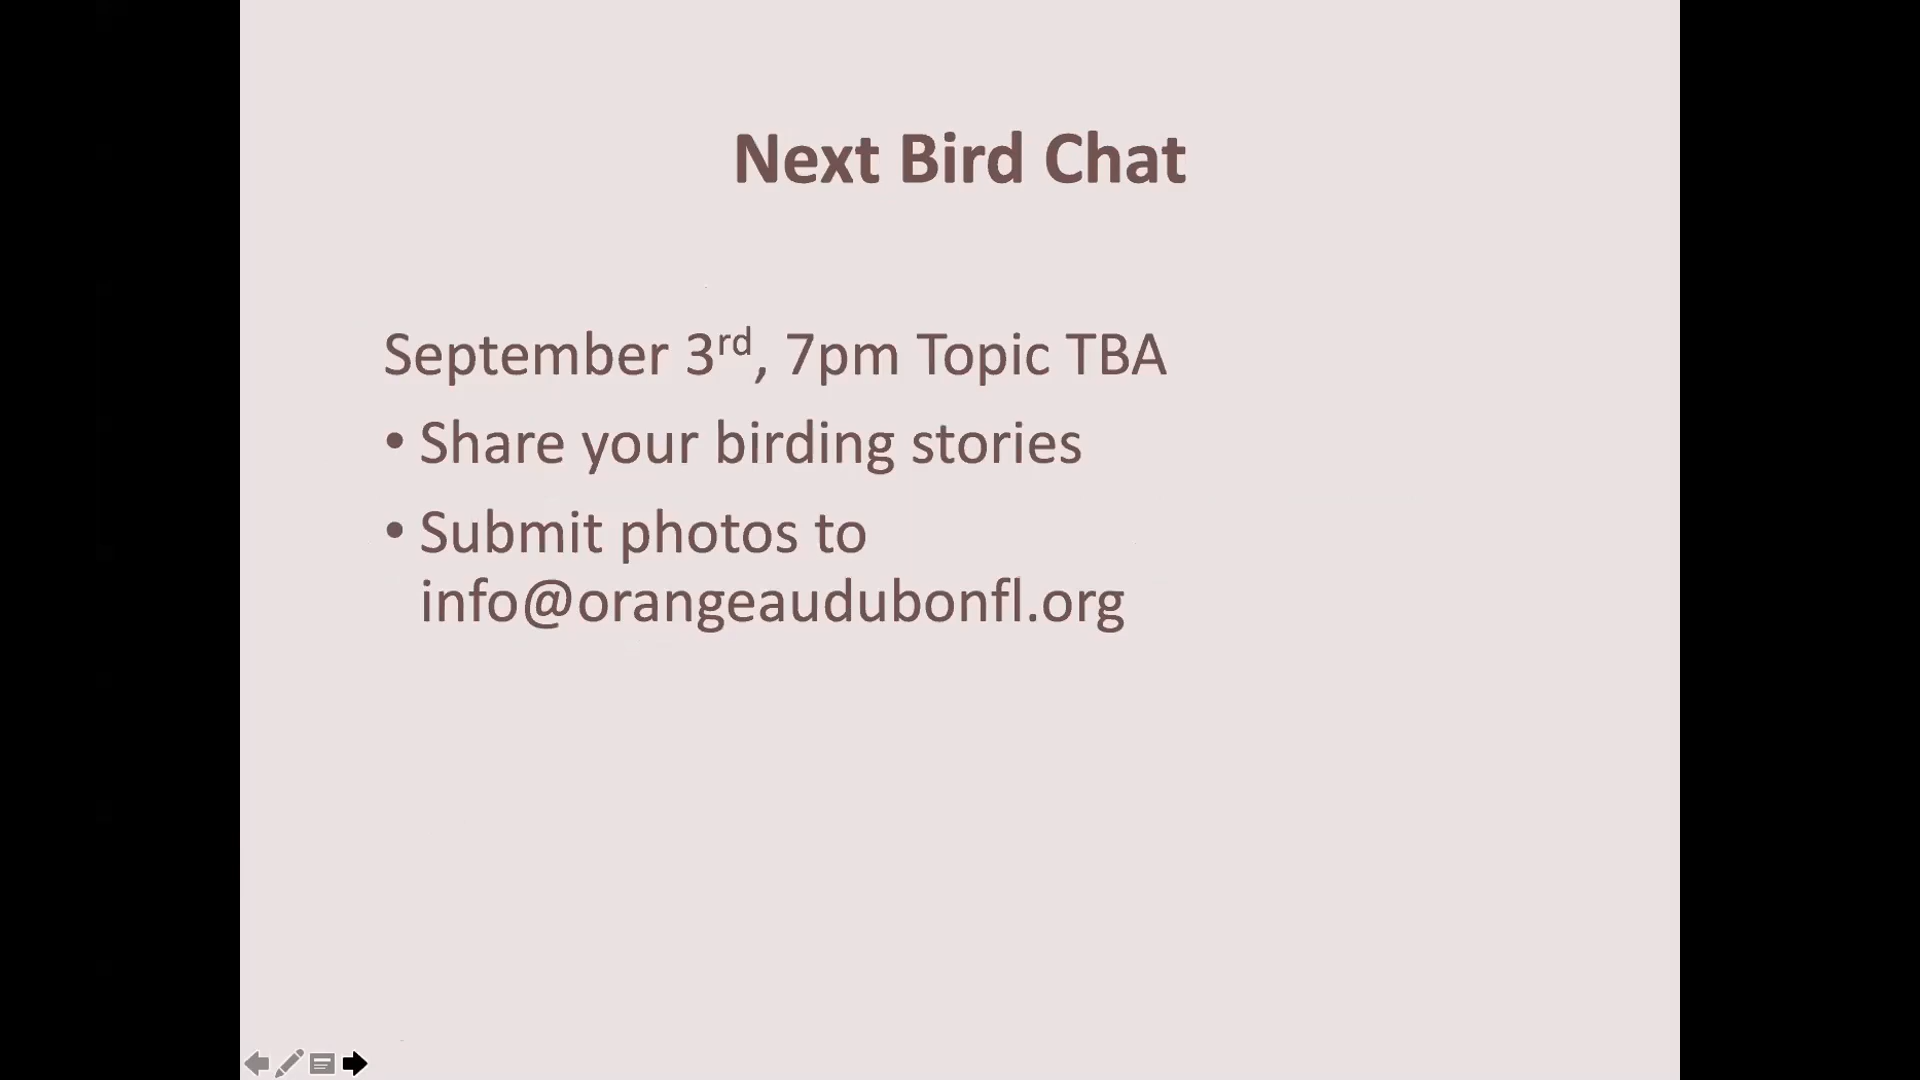 Next Bird Chat
September 3rd, 7pm Topic TBA
• Share your birding stories
• Submit photos to
info@orangeaudubonfl.org